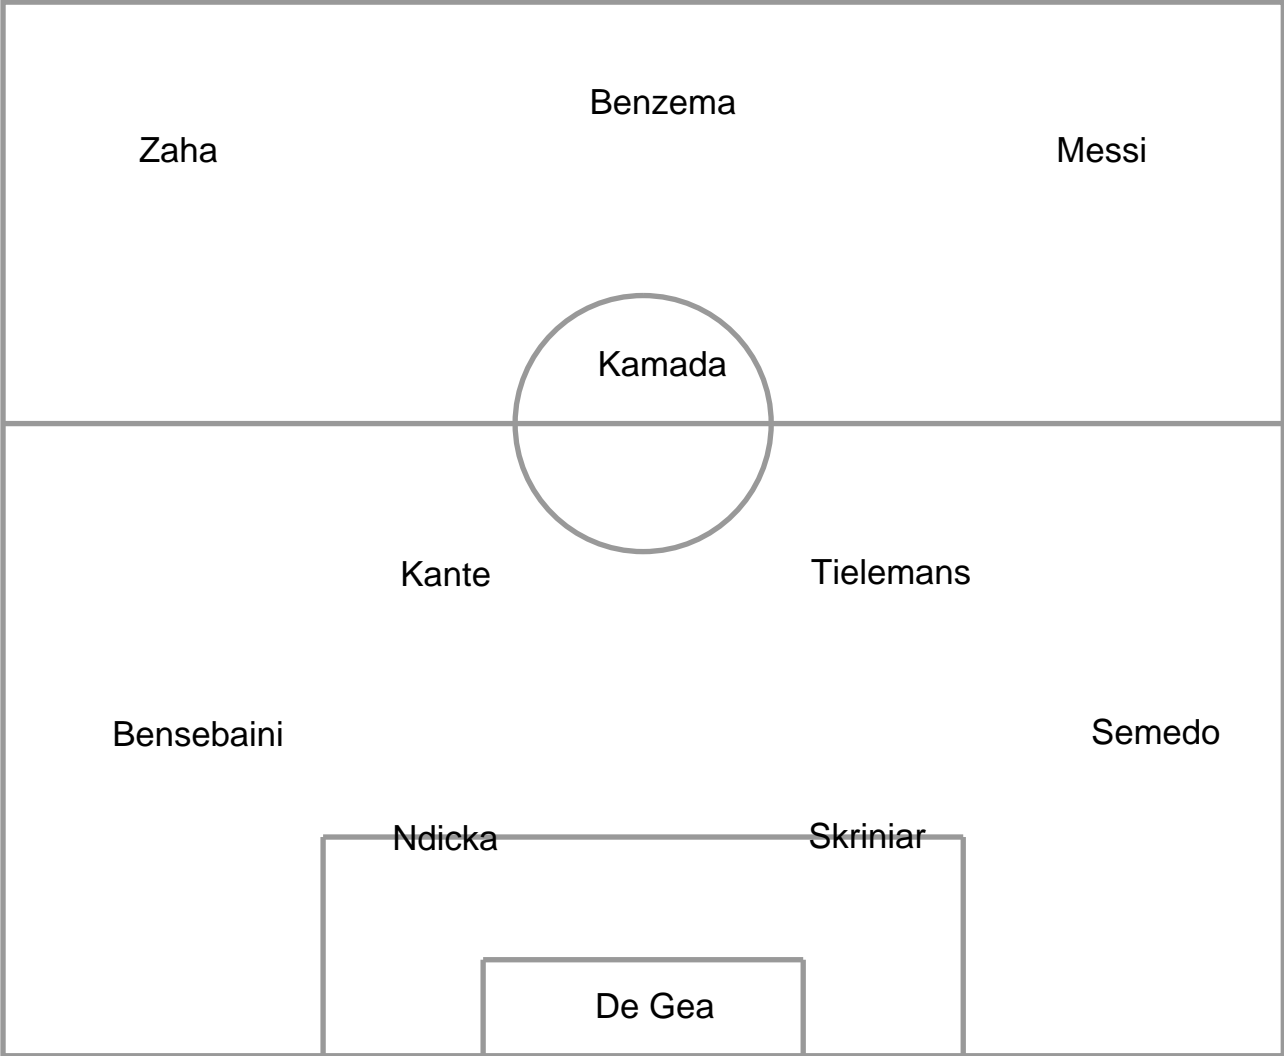 Benzema
Zaha
Messi
Kamada
Kante
Tielemans
Bensebaini
Semedo
Ndicka
Skriniar
De Gea